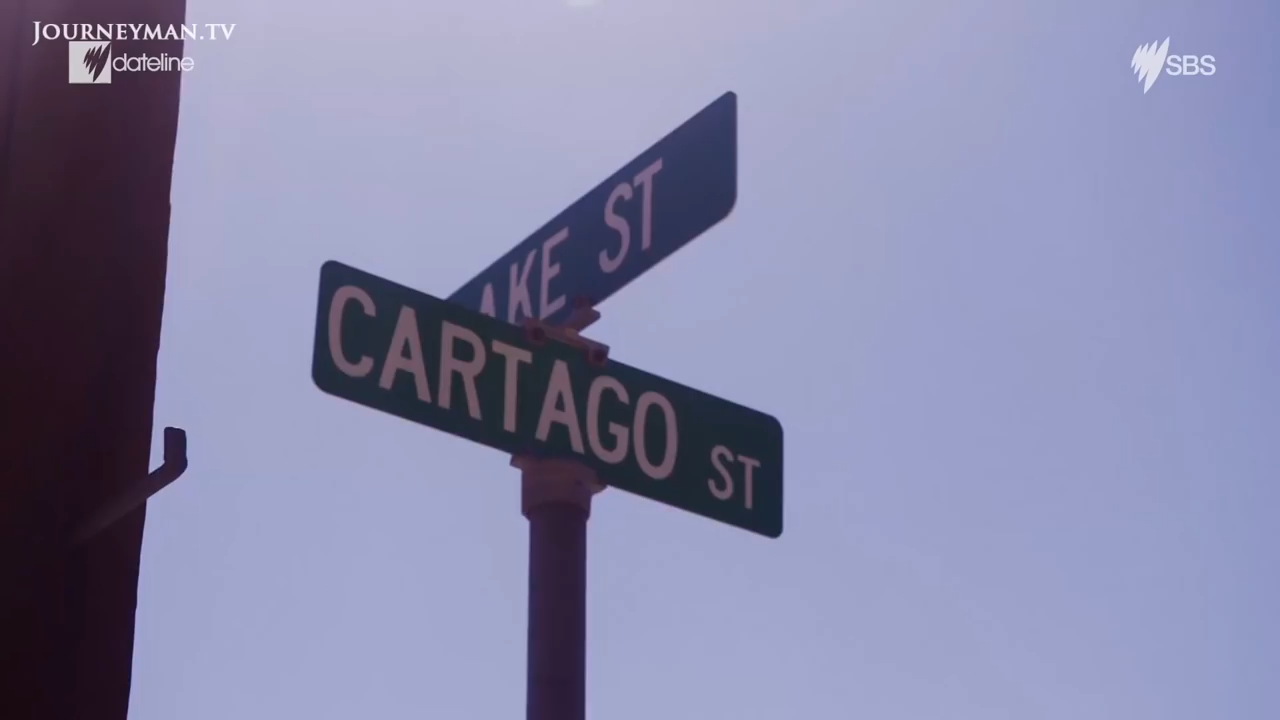 JOURNEYMAN.TV
dateline
SBS
AKE ST
CARTAGO ST